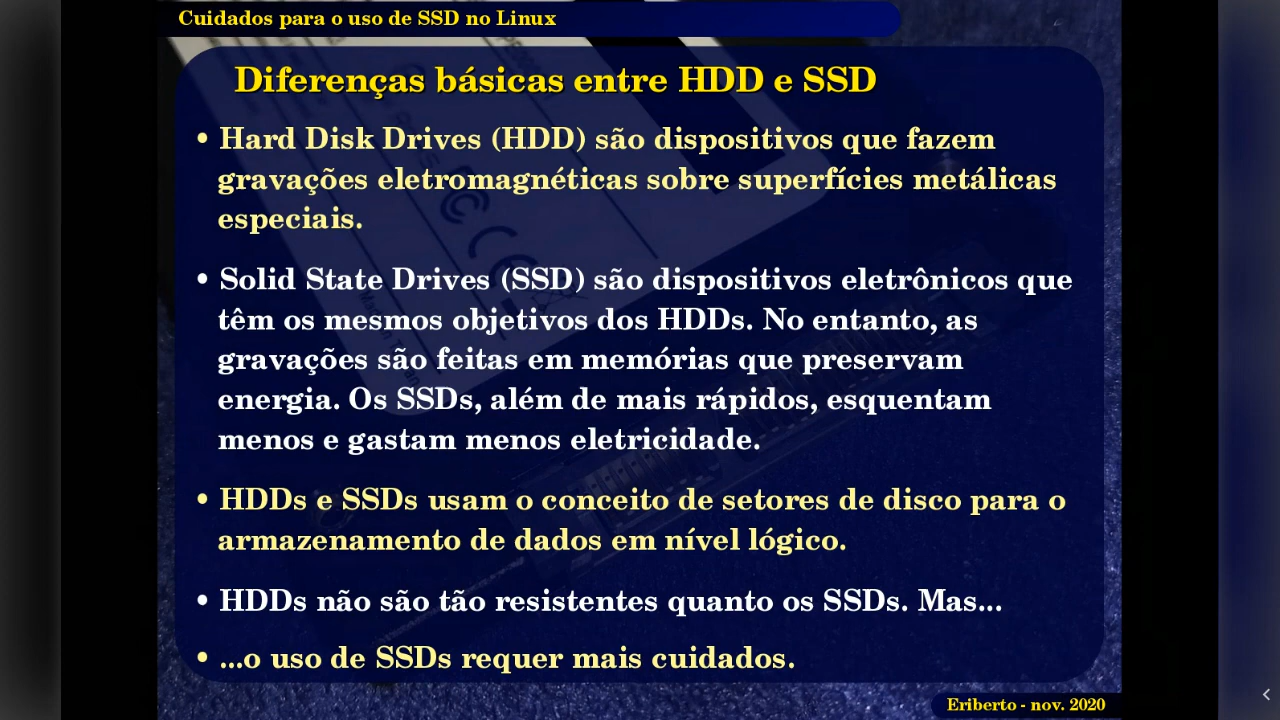 Cuidados para o uso de SSD no Linux
Diferenças básicas entre HDD e SSD
• Hard Disk Drives (HDD) são dispositivos que fazem
gravações eletromagnéticas sobre superfícies metálicas
especiais.
• Solid State Drives (SSD) são dispositivos eletrônicos que
têm os mesmos objetivos dos HDDs. No entanto, as
gravações são feitas em memórias que preservam
energia. Os SSDs, além de mais rápidos, esquentam
menos e gastam menos eletricidade.
• HDDs e SSDs usam o conceito de setores de disco para o
armazenamento de dados em nível lógico.
• HDDs não são tão resistentes quanto os SSDs. Mas...
• ...o uso de SSDs requer mais cuidados.
Eriberto - nov. 2020